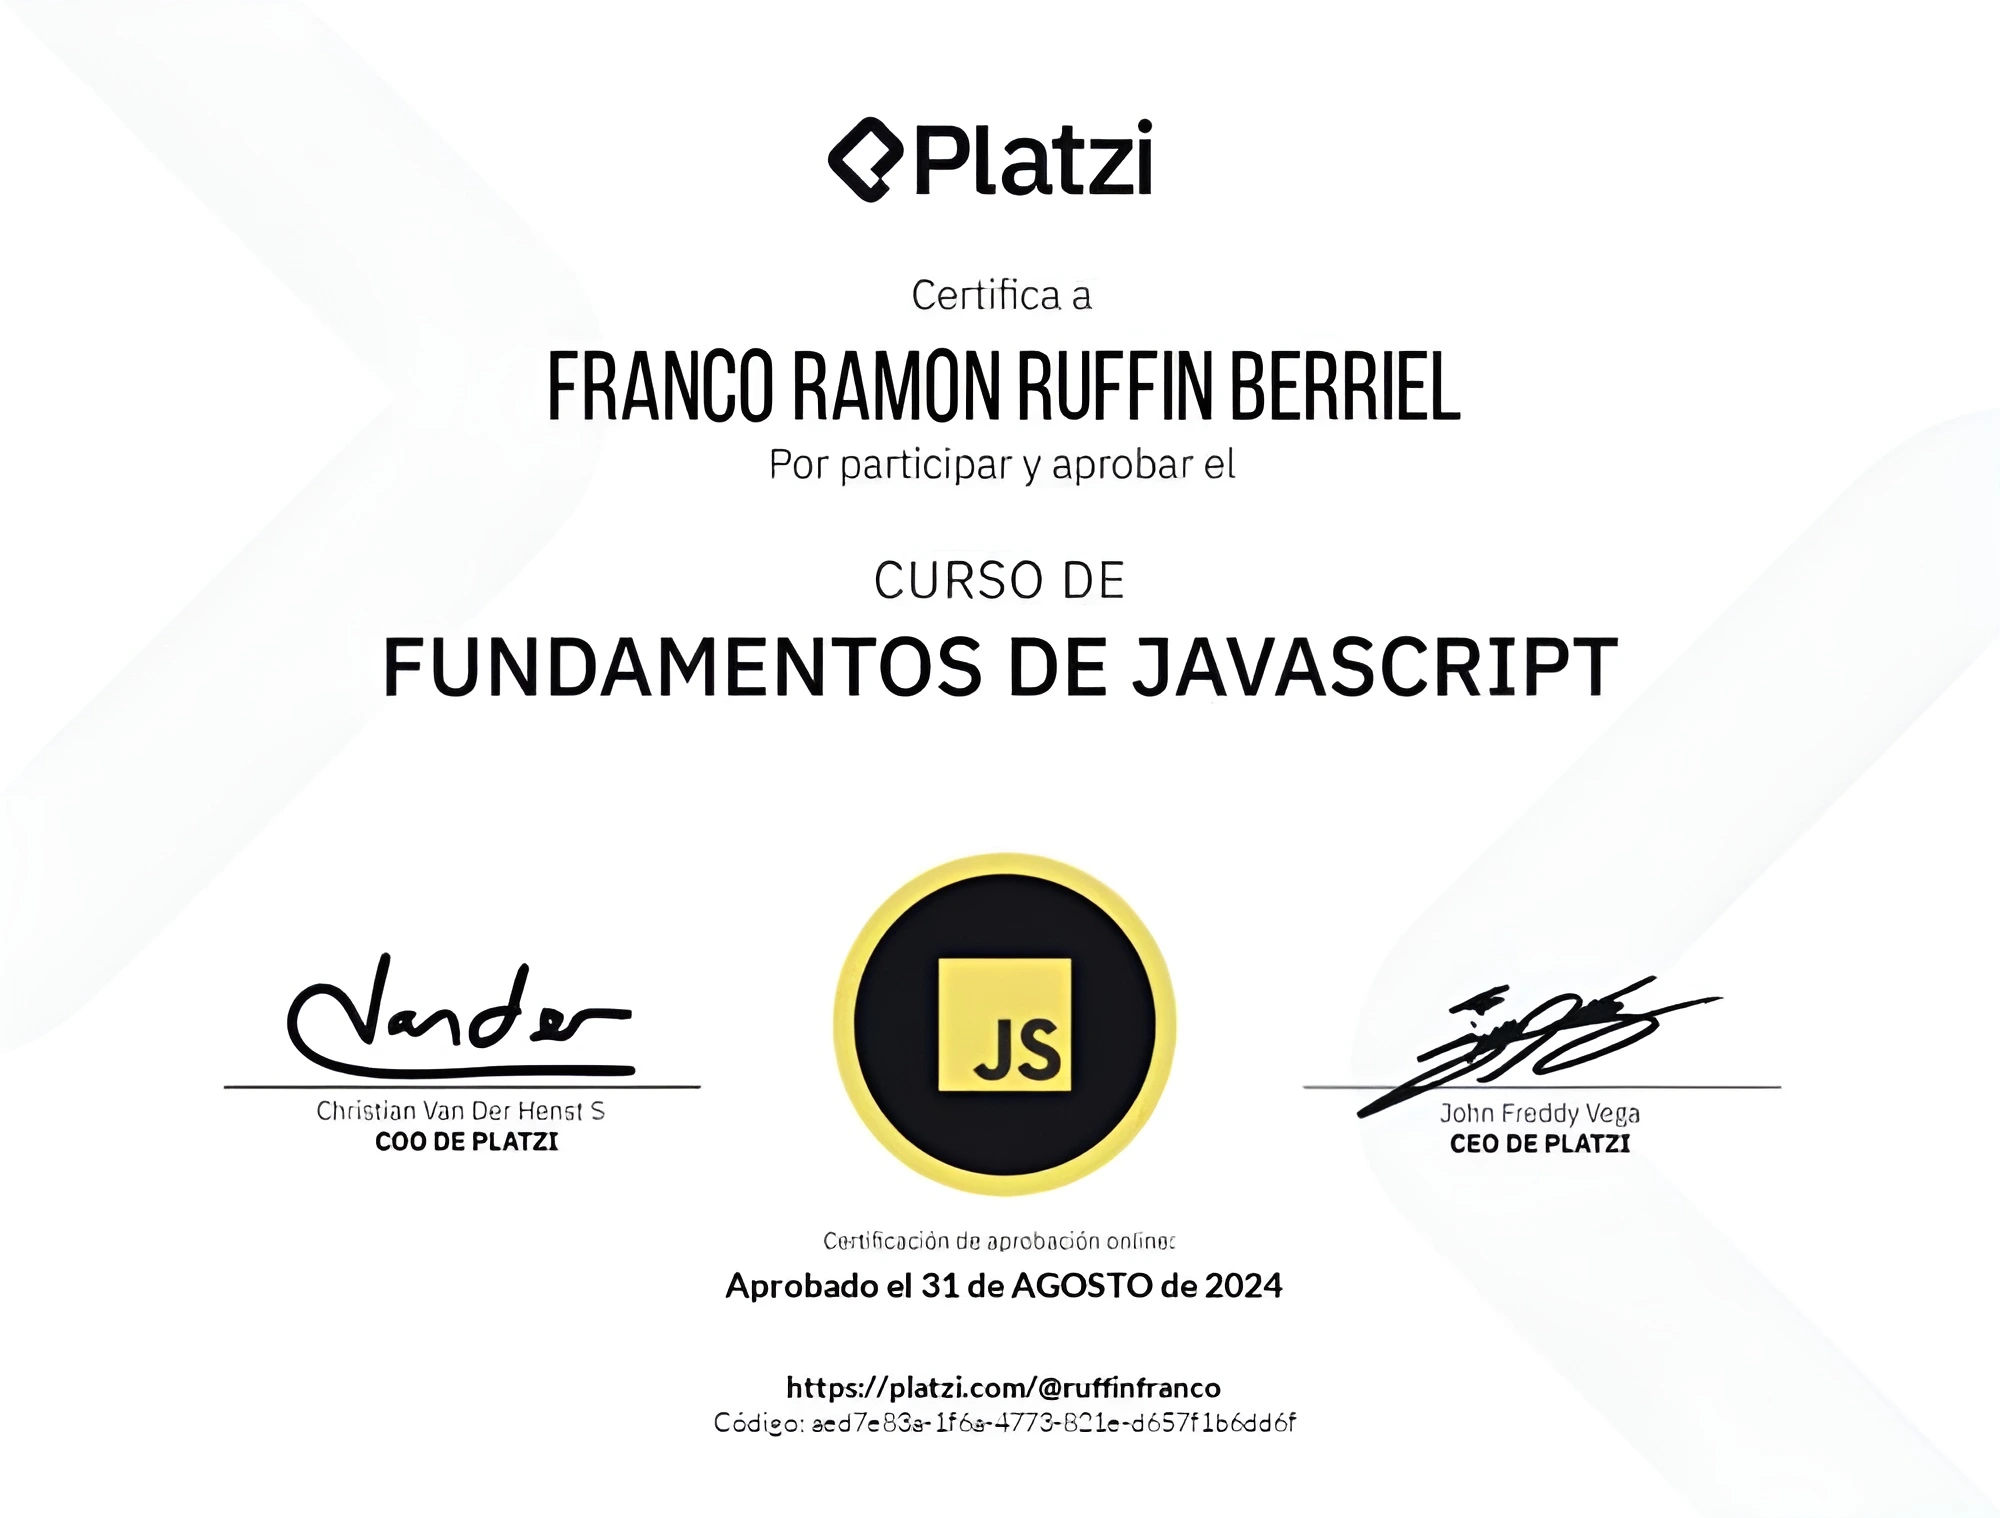 Platzi
Certifica a
FRANCO RAMON RUFFIN BERRIEL
Por participar y aprobar el
CURSO DE
FUNDAMENTOS DE JAVASCRIPT
Vander
JS
Christian Van Der Henst S
COO DE PLATZI
John Freddy Vega
CEO DE PLATZI
Certificación de aprobación online:
Aprobado el 31 de AGOSTO de 2024
https://platzi.com/@ruffinfranco
Código: aed7e83a-1f6a-4773-821e-d657f1b6dd6f